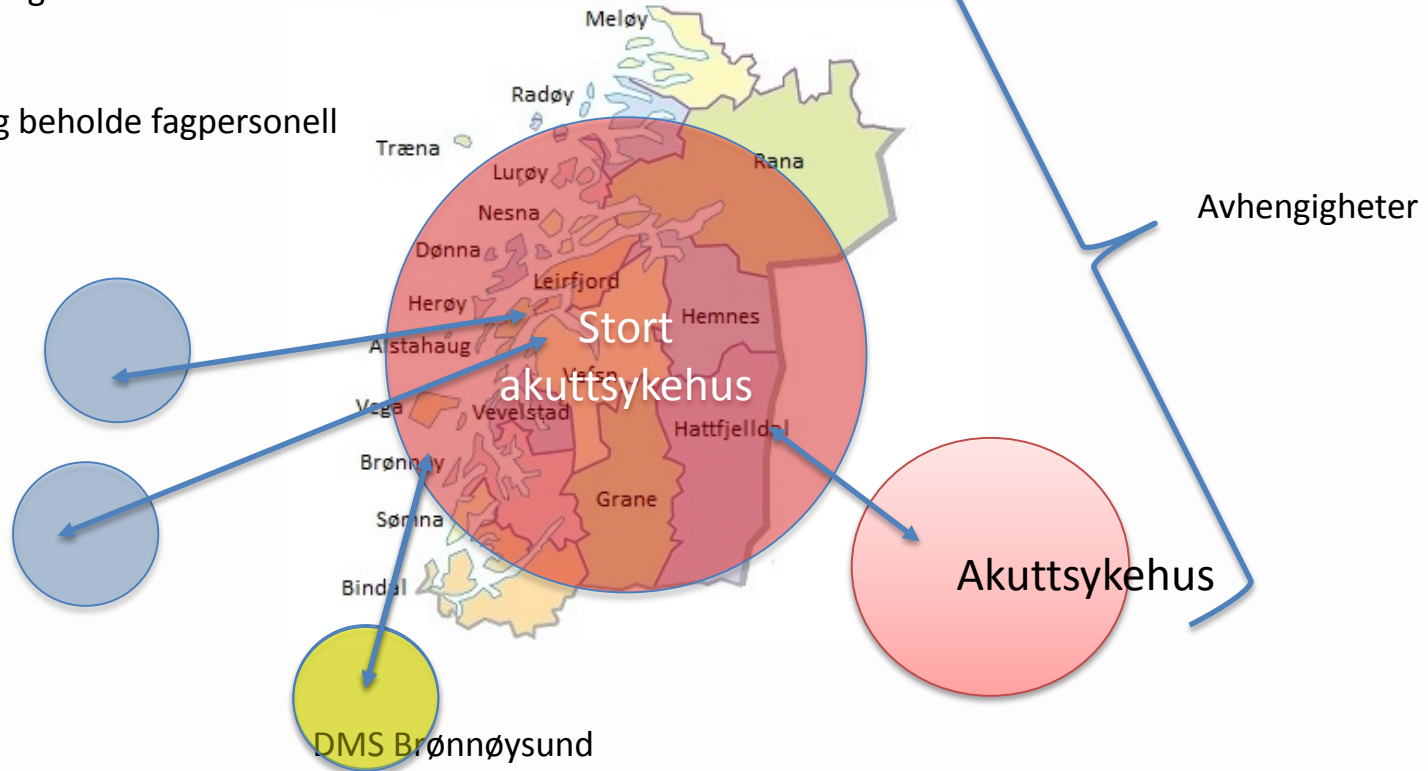 g
Meløy
Radøy
g beholde fagpersonell
Træna
Rana
Lurøy
Avhengigheter
Nesna
Dønna
Leirfjord
Herøy
Hemnes
Stort
Alstahaug
akuttsykehus
Vefsn
Vega
Vevelstad
Hattfjelldal
Brønnøy
Grane
Sømna
Akuttsykehus
Bindal
DMS Brønnøysund